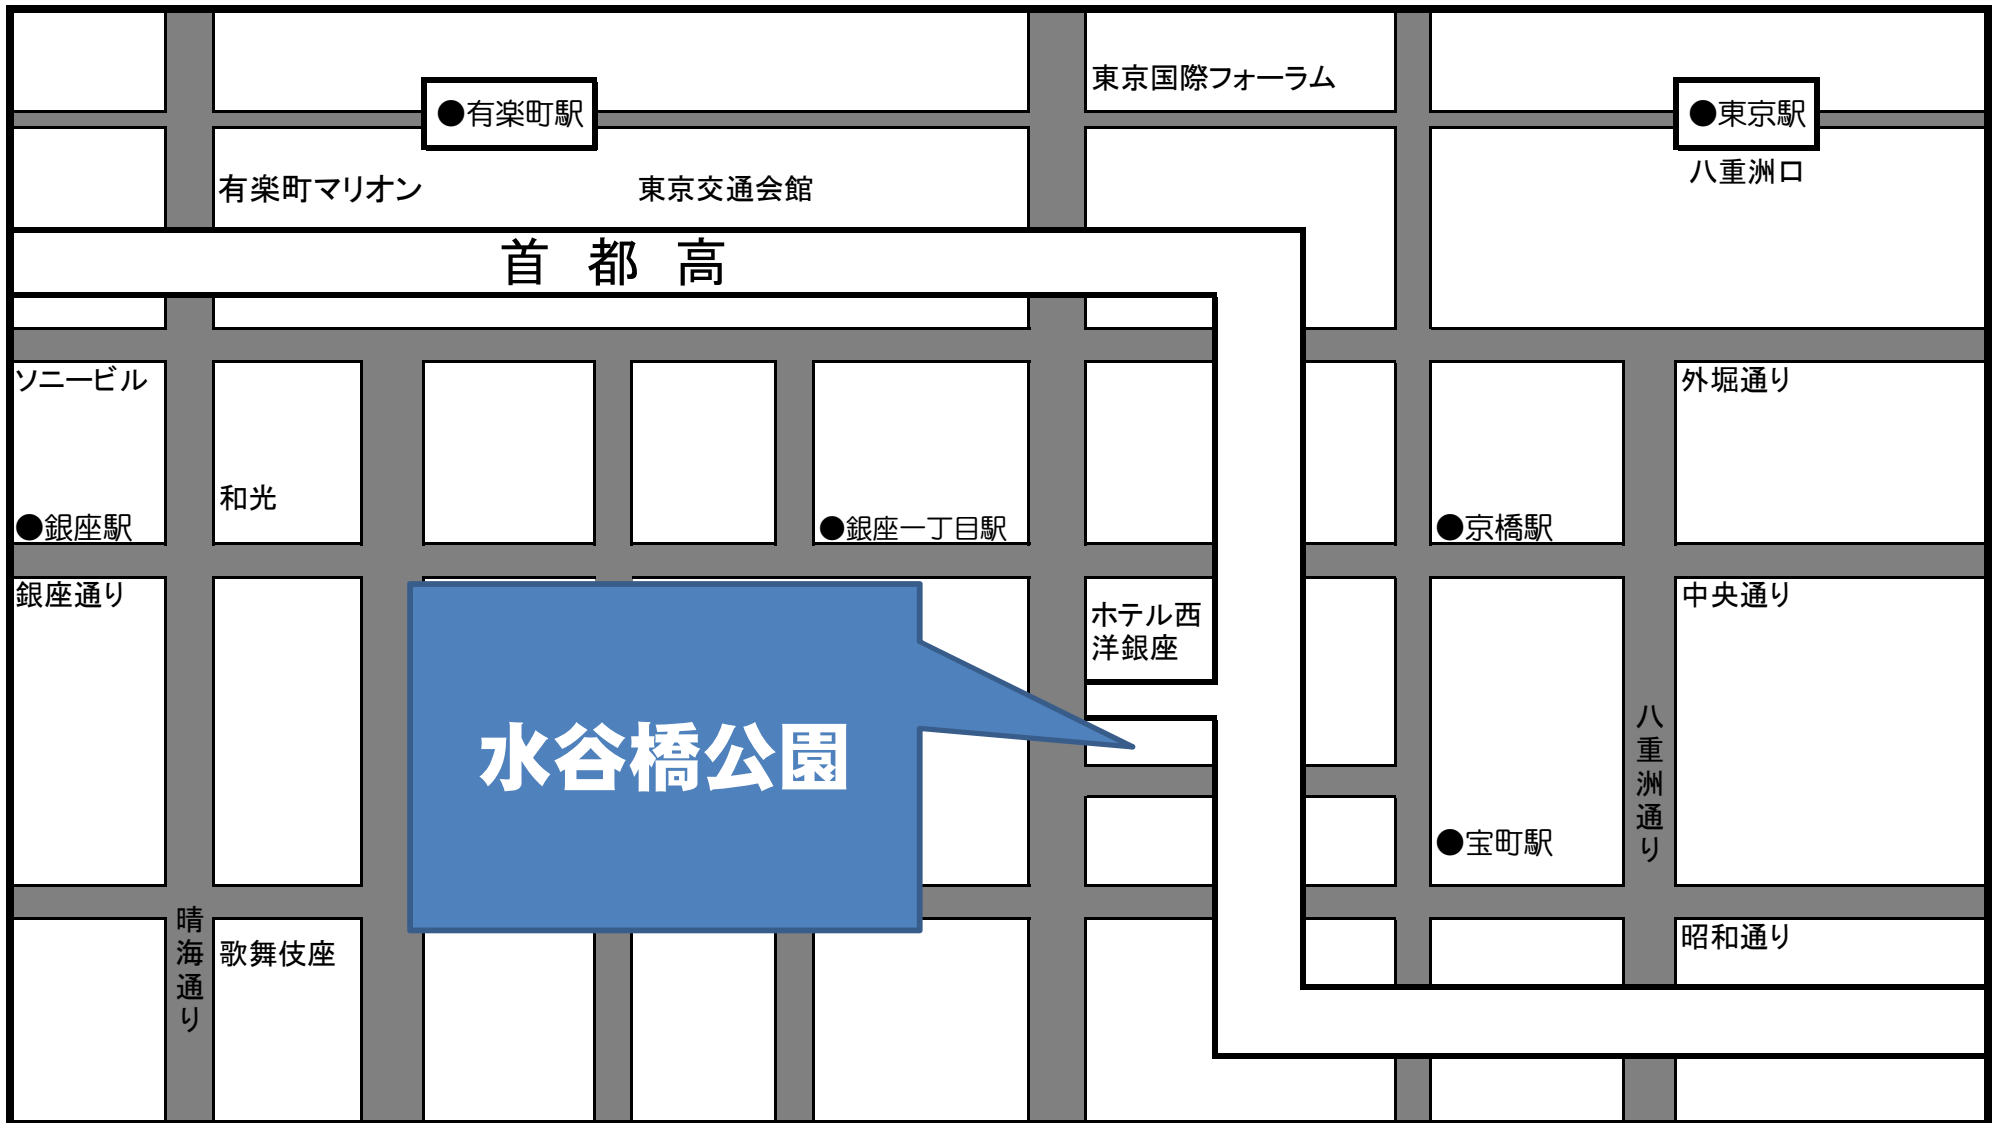 東京国際フォーラム
●有楽町駅
●東京駅
八重洲口
有楽町マリオン
東京交通会館
首 都 高
ソニービル
外堀通り
和光
●銀座駅
●銀座一丁目駅
●京橋駅
銀座通り
中央通り
ホテル西
洋銀座
水谷橋公園
八重洲通り
●宝町駅
晴海通り
歌舞伎座
昭和通り